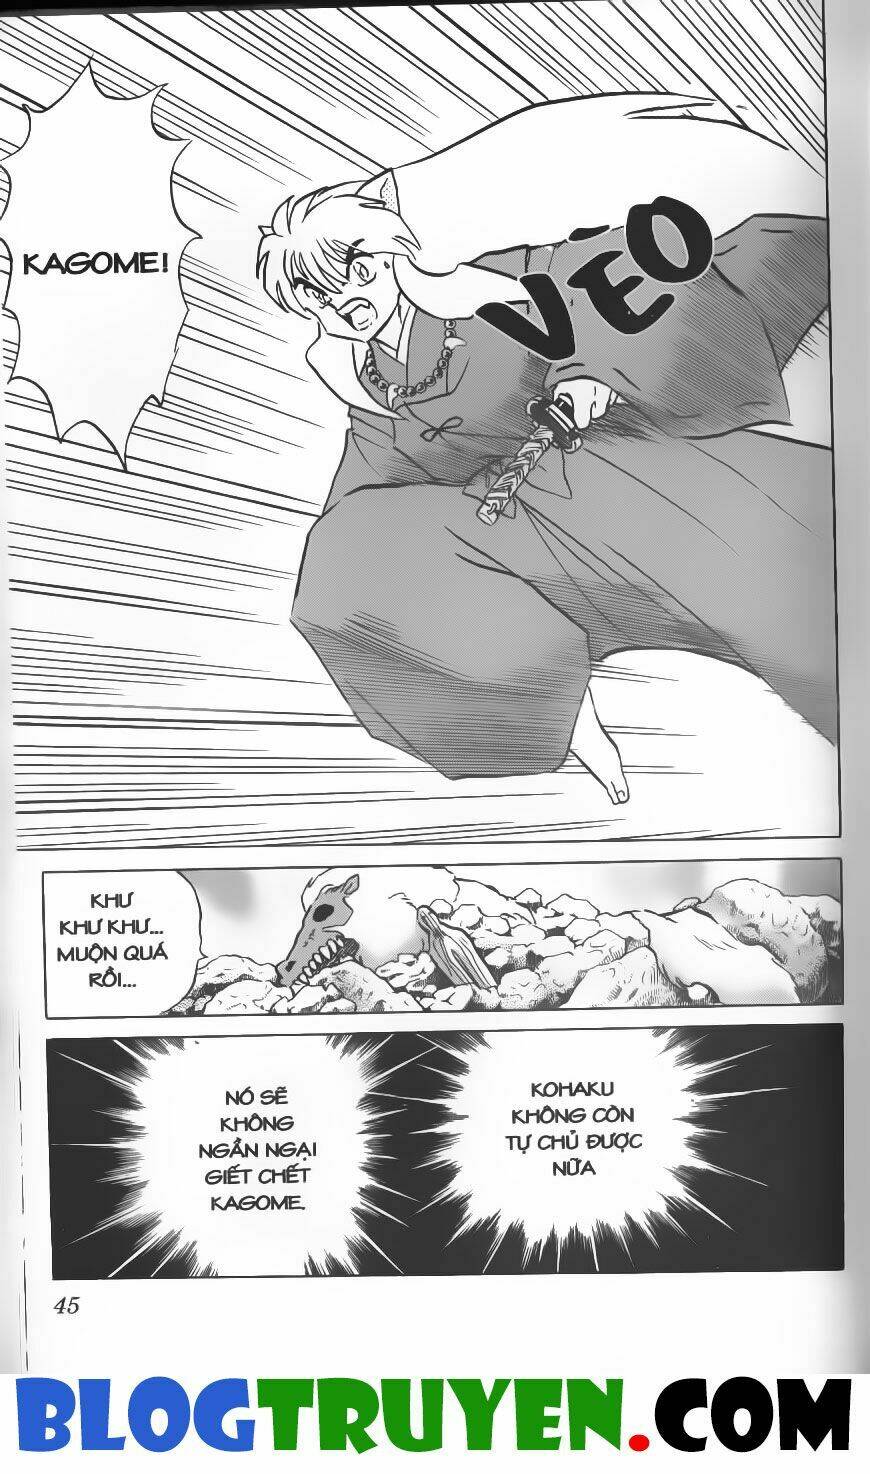 KAGOME!
VÈO
KHƯ
KHƯ KHƯ...
MUỘN QUÁ
RỒI...
KOHAKU
KHÔNG CÒN
TỰ CHỦ ĐƯỢC
NỮA
NÓ SẼ
KHÔNG
NGẦN NGẠI
GIẾT CHẾT
KAGOME.
45
BLOGTRUYEN.COM